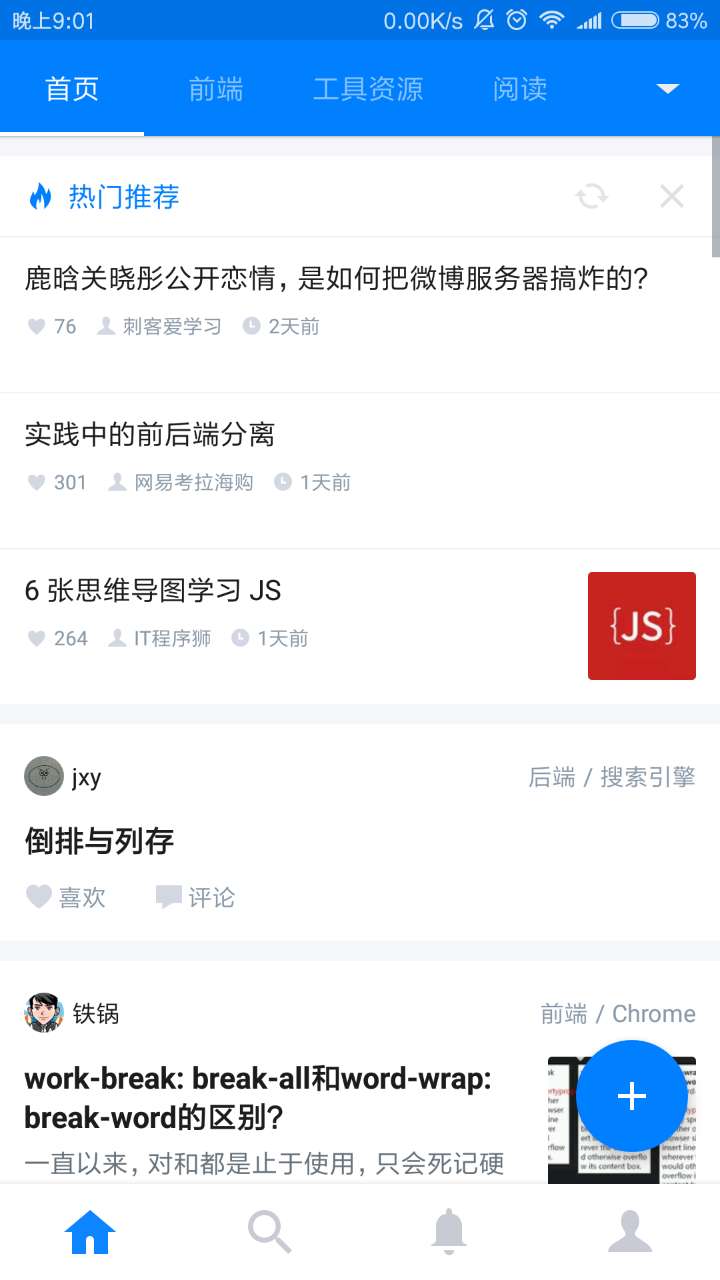 晚上9:01 0.00K/s 83%
首页 前端 工具资源 阅读
热门推荐
鹿晗关晓彤公开恋情，是如何把微博服务器搞炸的？
76 刺客爱学习 2天前
实践中的前后端分离
301 网易考拉海购 1天前
6 张思维导图学习 JS
264 IT程序狮 1天前
{JS}
jxy 后端 / 搜索引擎
倒排与列存
喜欢 评论
铁锅 前端 / Chrome
work-break: break-all和word-wrap:
break-word的区别？
一直以来，对和都是止于使用，只会死记硬